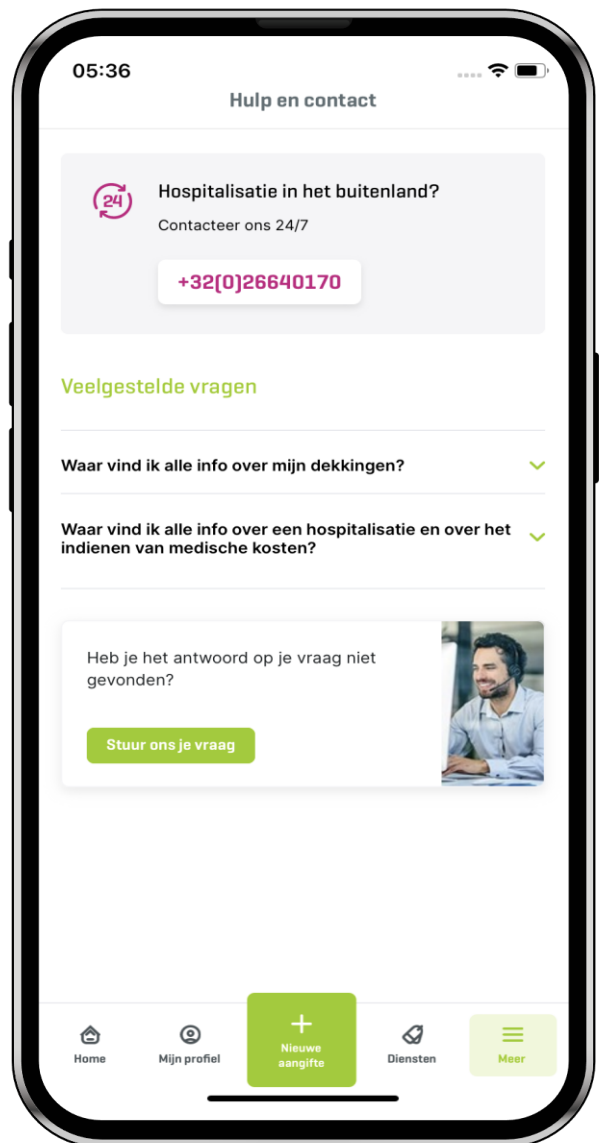 05:36
Hulp en contact
24
Hospitalisatie in het buitenland?
Contacteer ons 24/7
+32(0)26640170
Veelgestelde vragen
Waar vind ik alle info over mijn dekkingen?
Waar vind ik alle info over een hospitalisatie en over het
indienen van medische kosten?
Heb je het antwoord op je vraag niet
gevonden?
Stuur ons je vraag
Home
Mijn profiel
Nieuwe
aangifte
Diensten
Meer